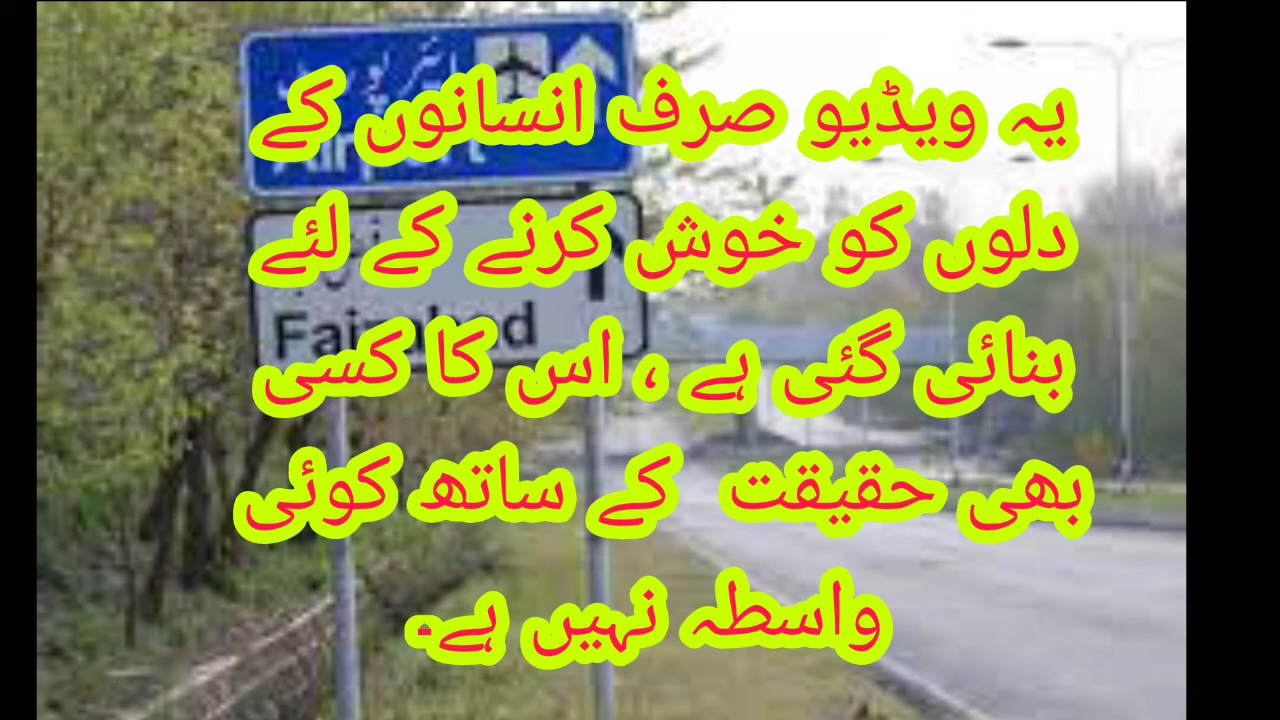 Airport
یہ ویڈیو صرف انسانوں کے
دلوں کو خوش کرنے کے لئے
بنائی گئی ہے ، اس کا کسی
بھی حقیقت کے ساتھ کوئی
واسطہ نہیں ہے۔